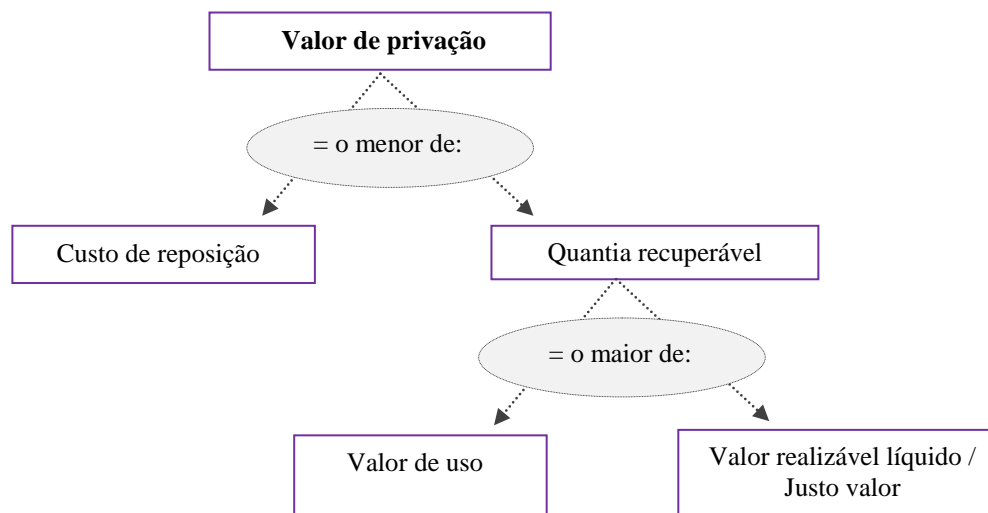 Valor de privação
= o menor de:
Custo de reposição
Quantia recuperável
= o maior de:
Valor de uso
Valor realizável líquido /
Justo valor